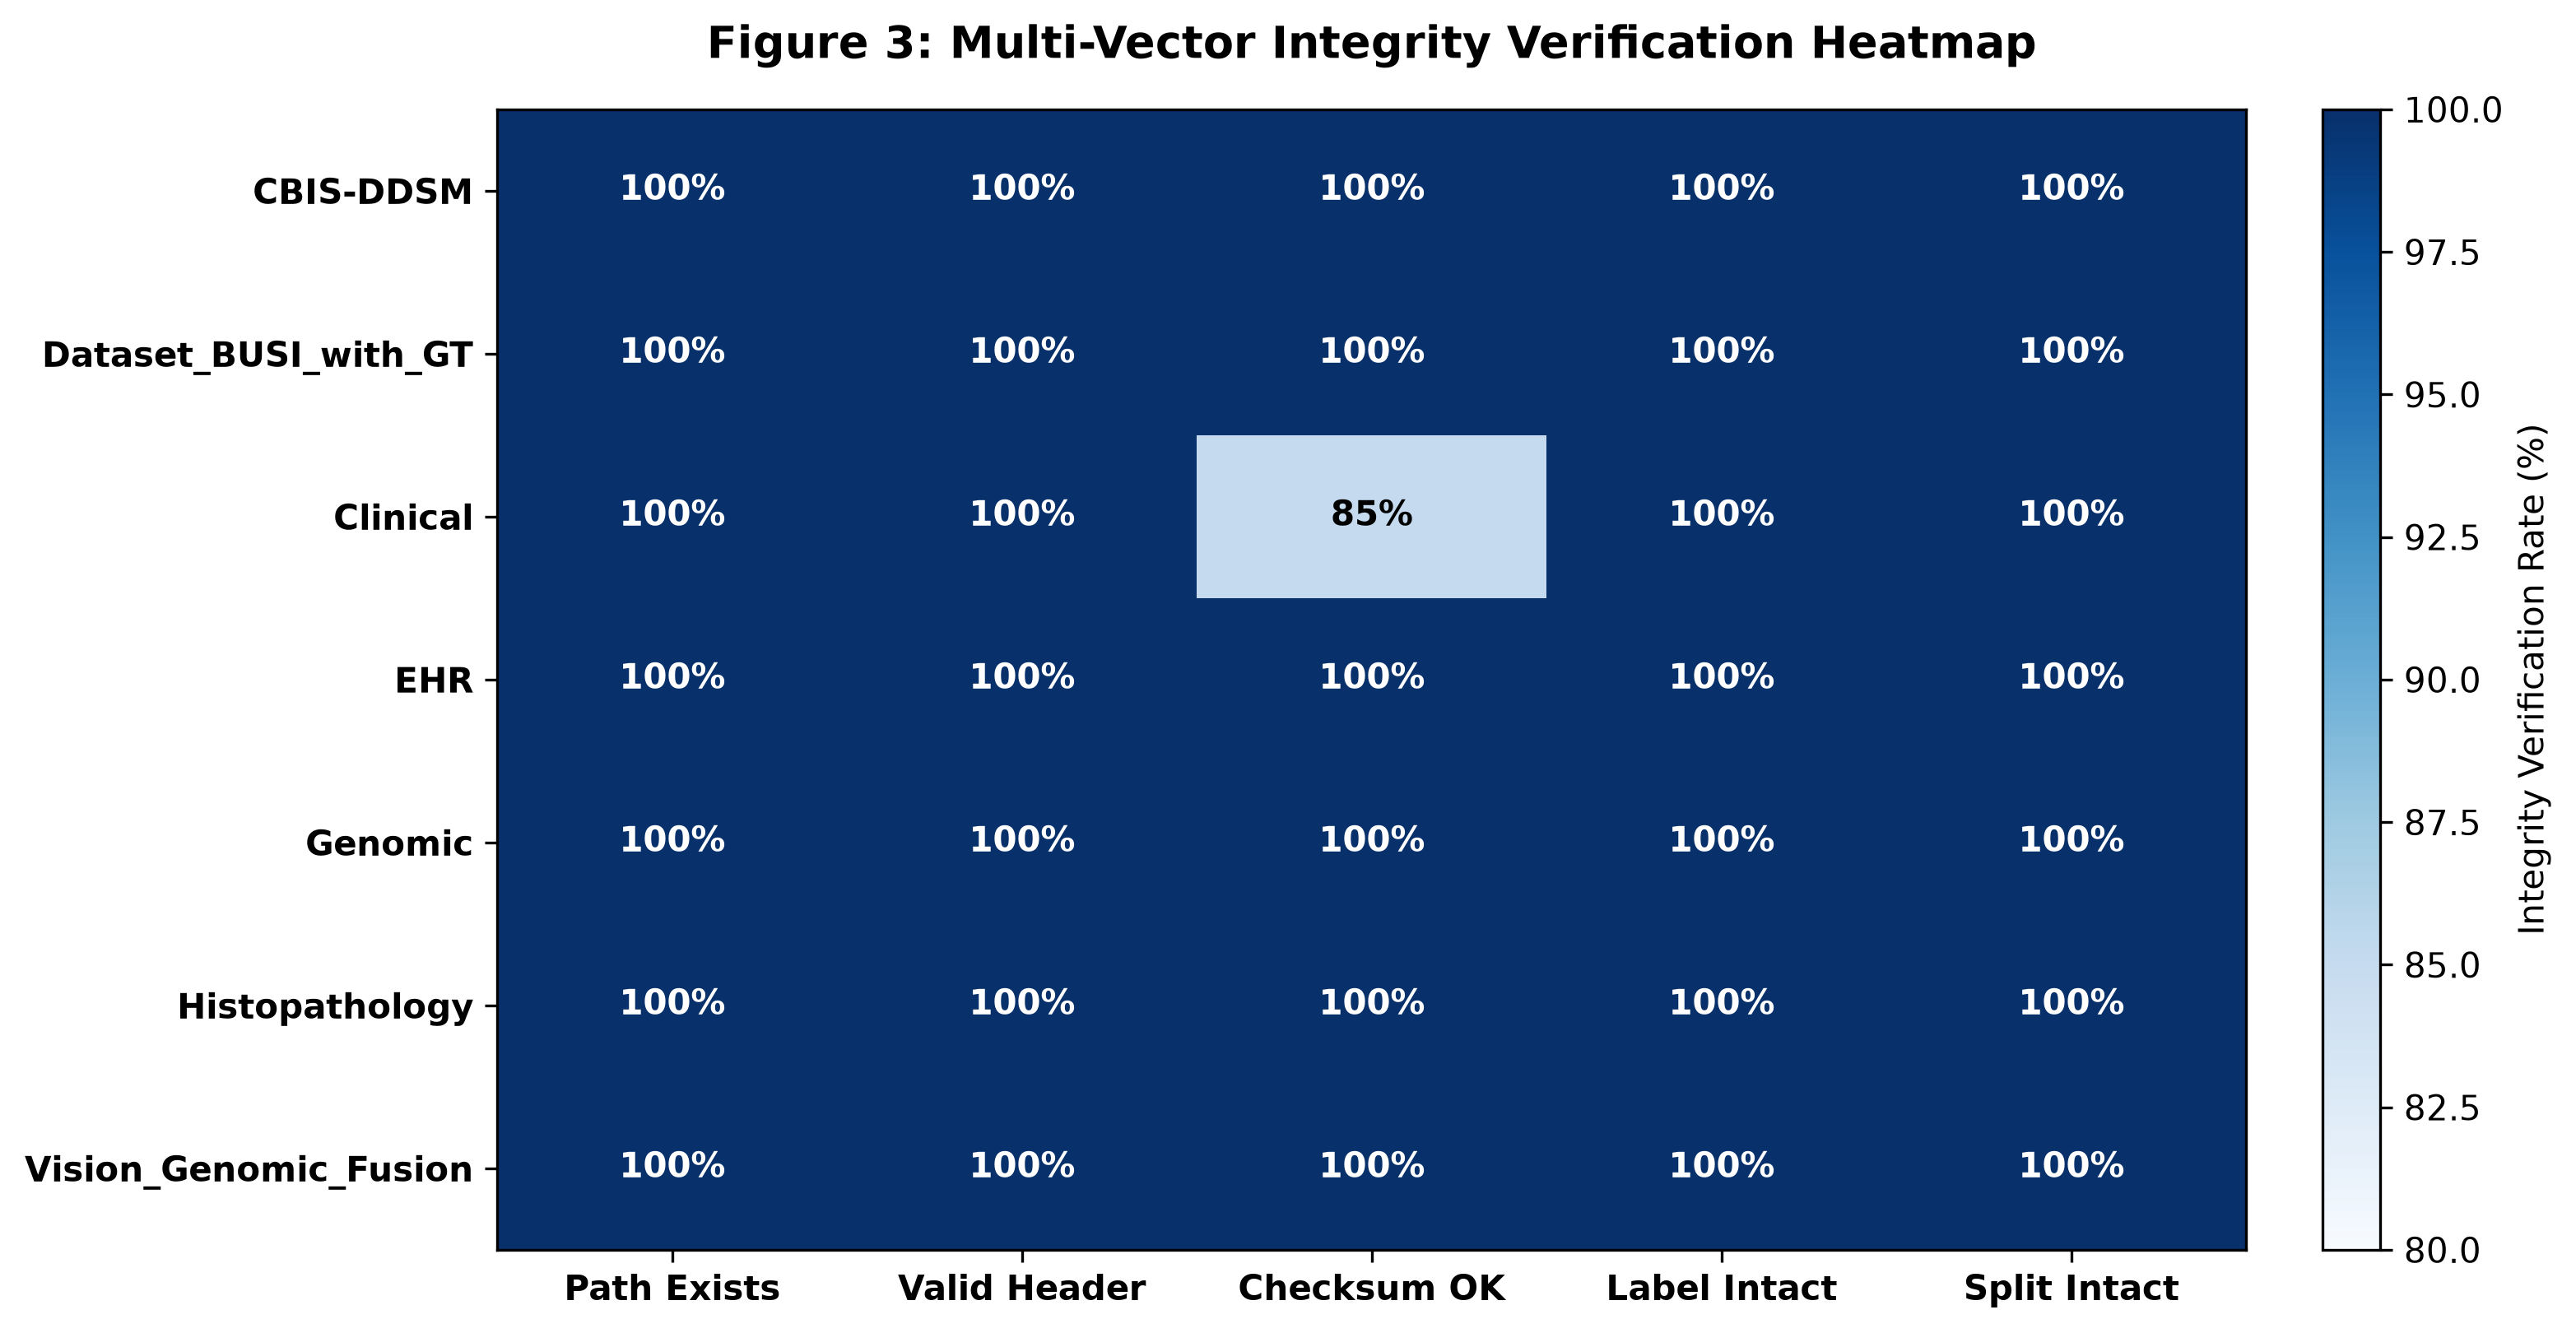 Figure 3: Multi-Vector Integrity Verification Heatmap
CBIS-DDSM 100% 100% 100% 100% 100%
Dataset_BUSI_with_GT 100% 100% 100% 100% 100%
Clinical 100% 100% 85% 100% 100%
EHR 100% 100% 100% 100% 100%
Genomic 100% 100% 100% 100% 100%
Histopathology 100% 100% 100% 100% 100%
Vision_Genomic_Fusion 100% 100% 100% 100% 100%
Path Exists Valid Header Checksum OK Label Intact Split Intact
100.0
97.5
95.0
92.5
90.0
87.5
85.0
82.5
80.0
Integrity Verification Rate (%)